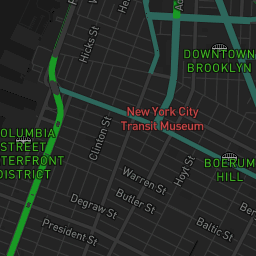 Hicks St
DOWNTOWN
BROOKLYN
New York City
Transit Museum
Clinton St
COLUMBIA
STREET
WATERFRONT
DISTRICT
BOERUM
HILL
Warren St
Hoyt St
Butler St
Degraw St
President St
Baltic St